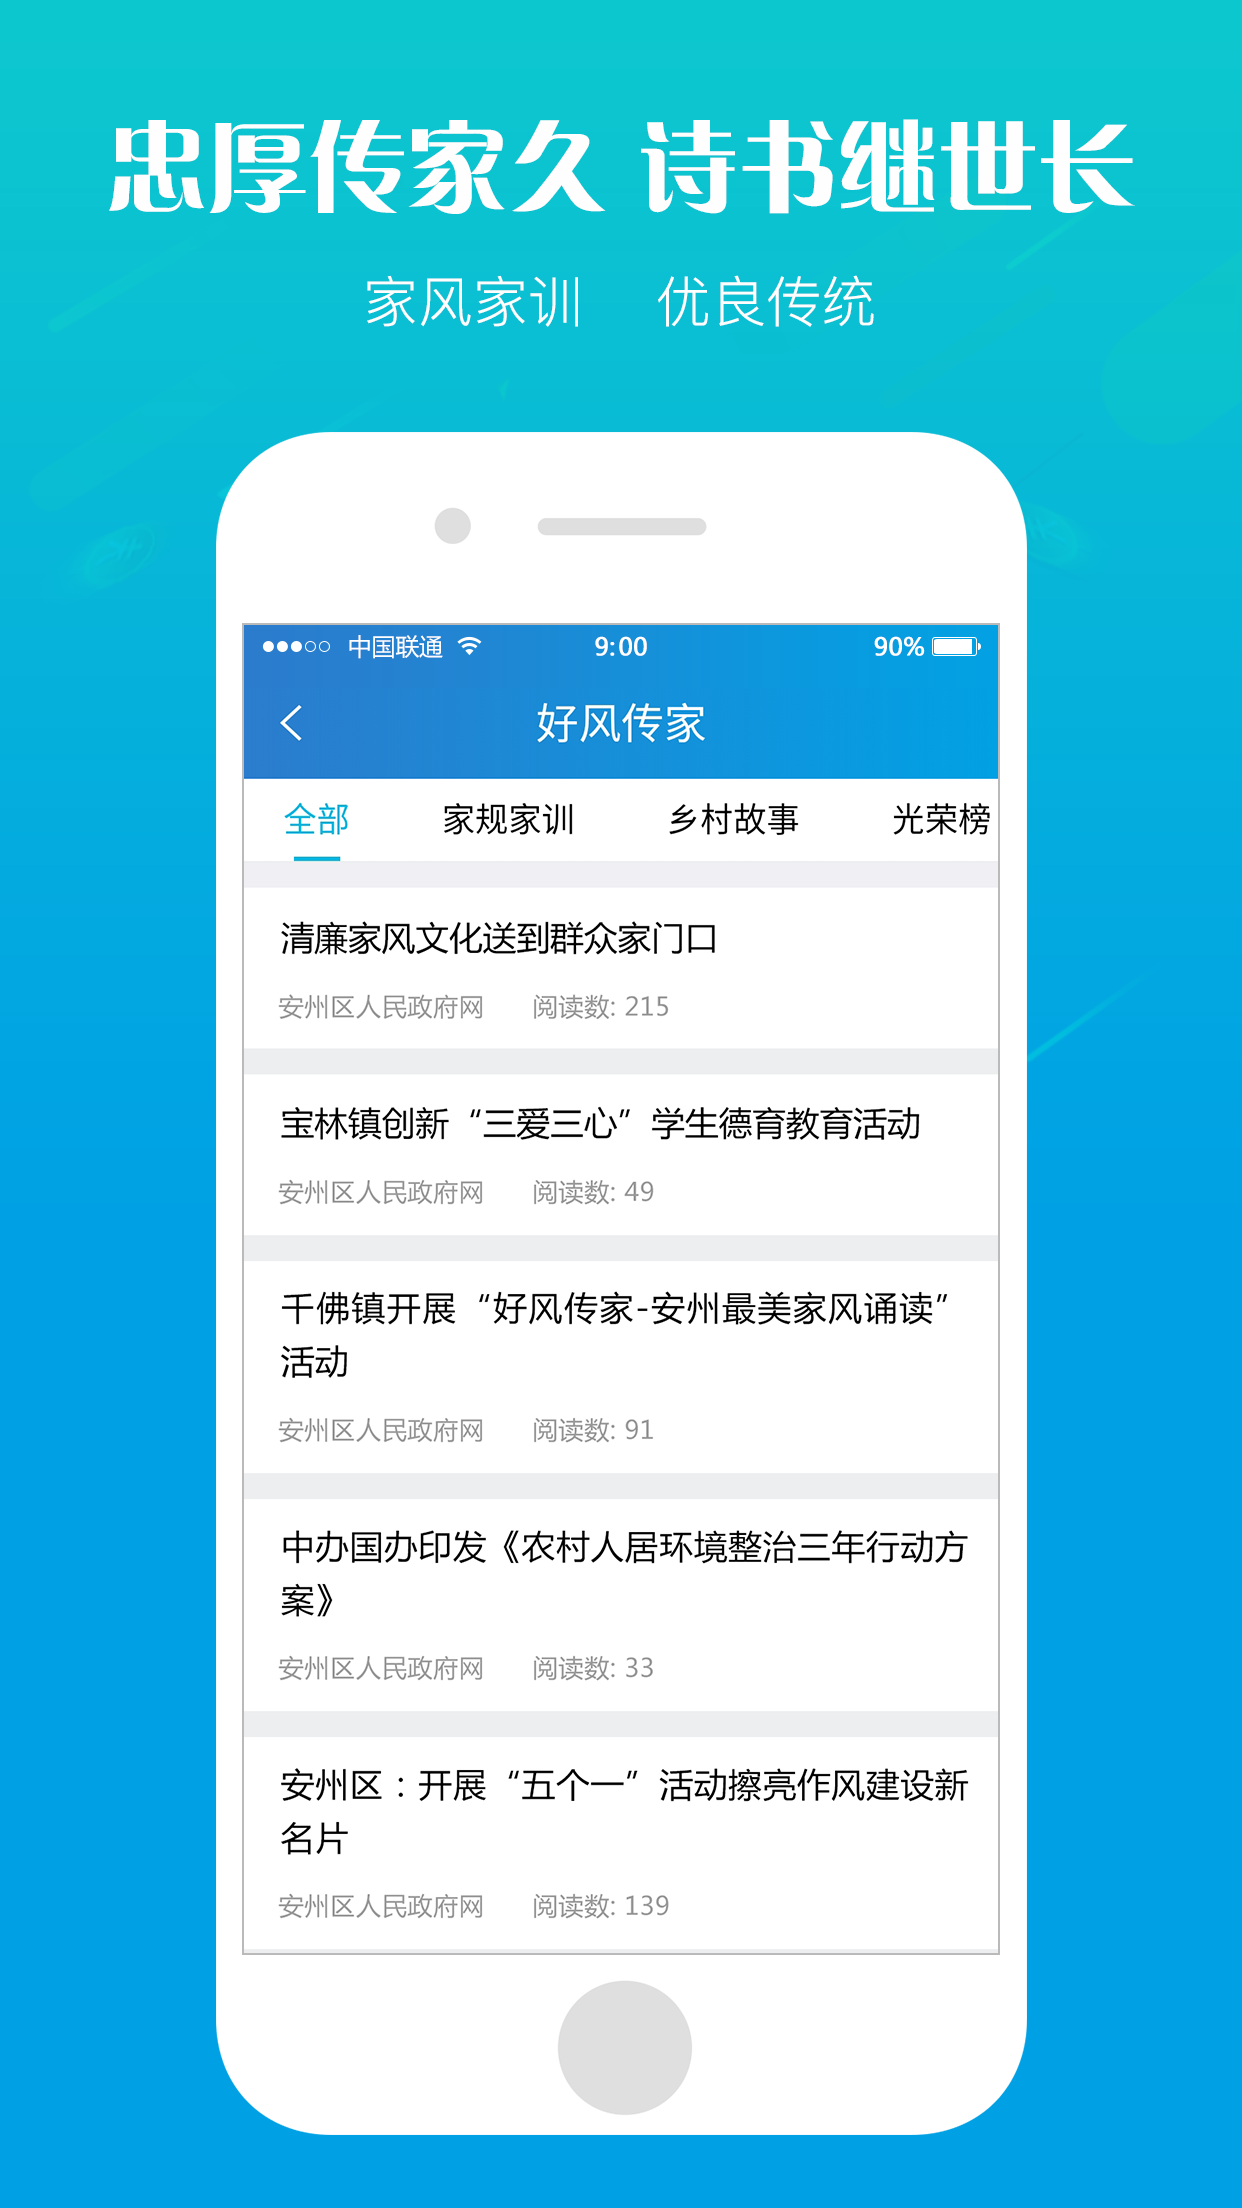 忠厚传家久 诗书继世长
家风家训 优良传统
中国联通 9:00 90%
好风传家
全部 家规家训 乡村故事 光荣榜
清廉家风文化送到群众家门口
安州区人民政府网 阅读数: 215
宝林镇创新“三爱三心”学生德育教育活动
安州区人民政府网 阅读数: 49
千佛镇开展“好风传家-安州最美家风诵读”
活动
安州区人民政府网 阅读数: 91
中办国办印发《农村人居环境整治三年行动方
案》
安州区人民政府网 阅读数: 33
安州区：开展“五个一”活动擦亮作风建设新
名片
安州区人民政府网 阅读数: 139